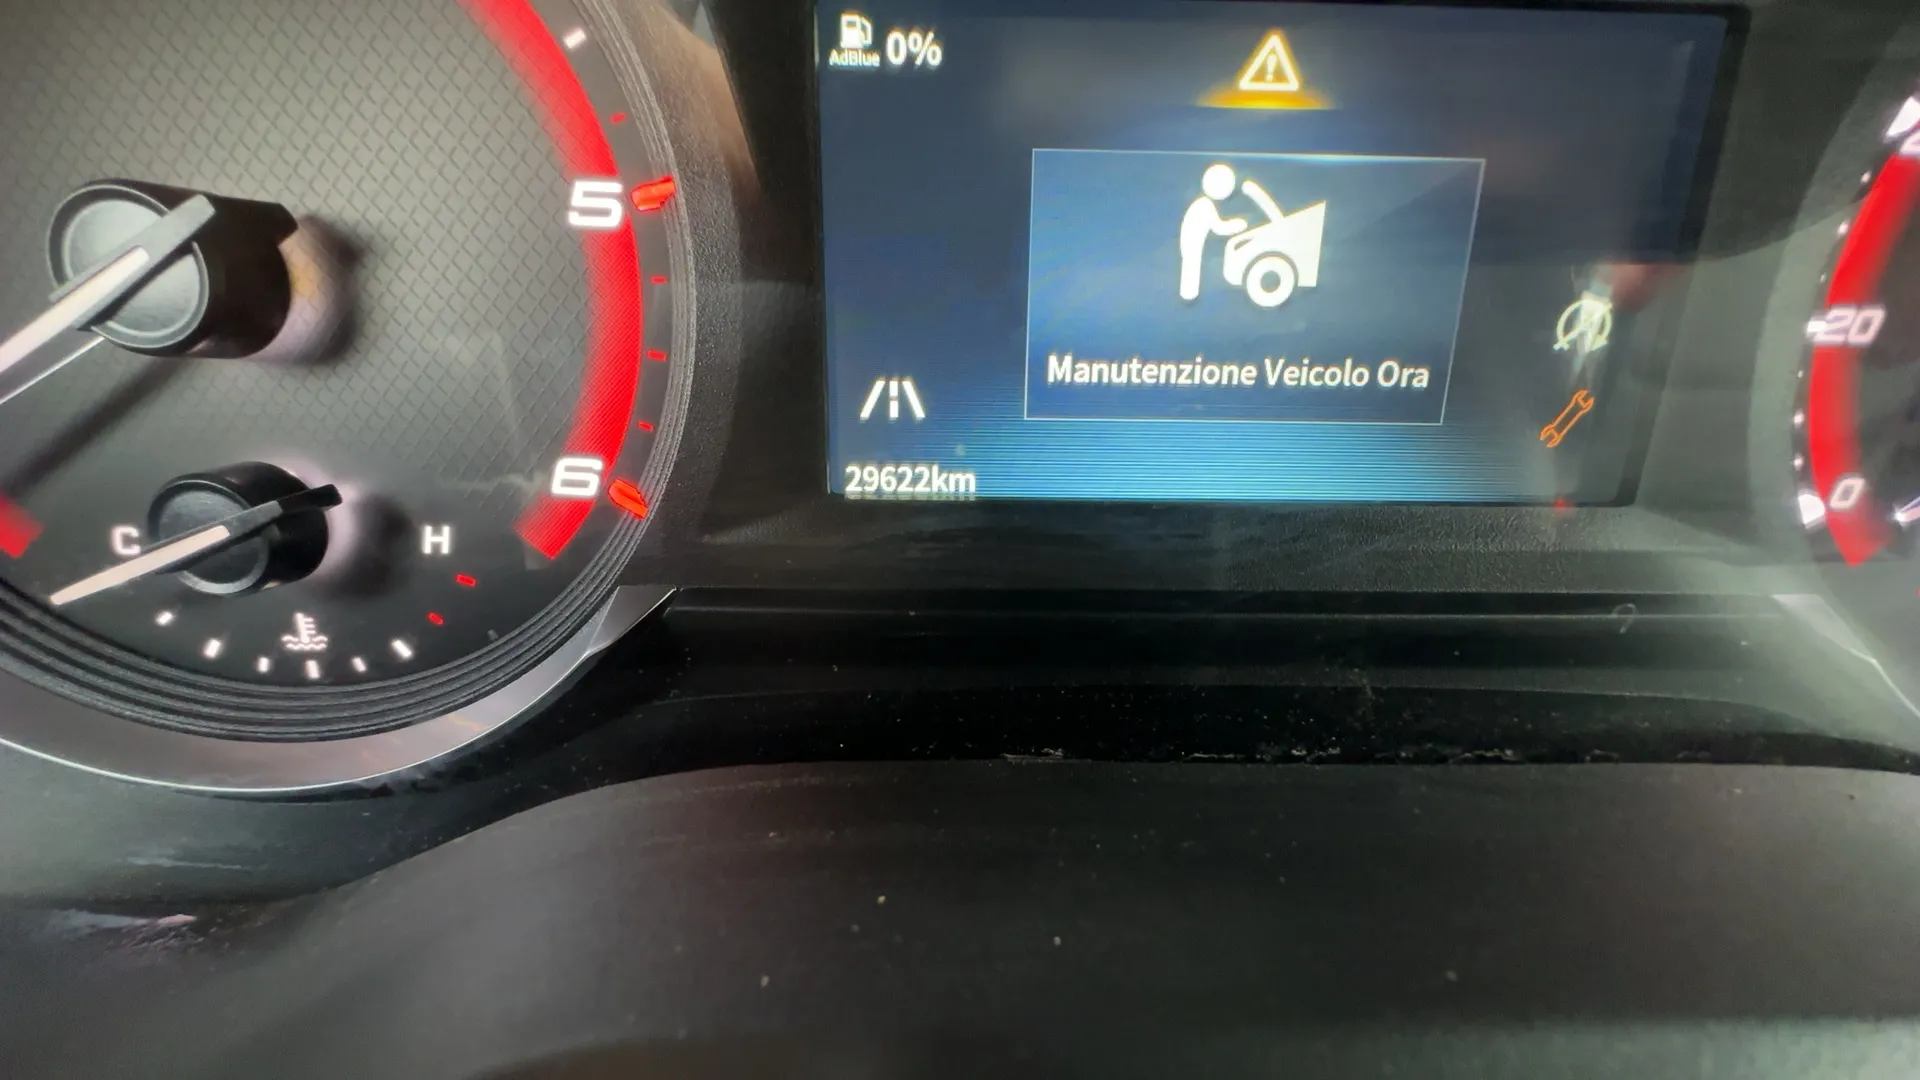 AdBlue 0%
5
Manutenzione Veicolo Ora
20
6
29622km
0
C
H